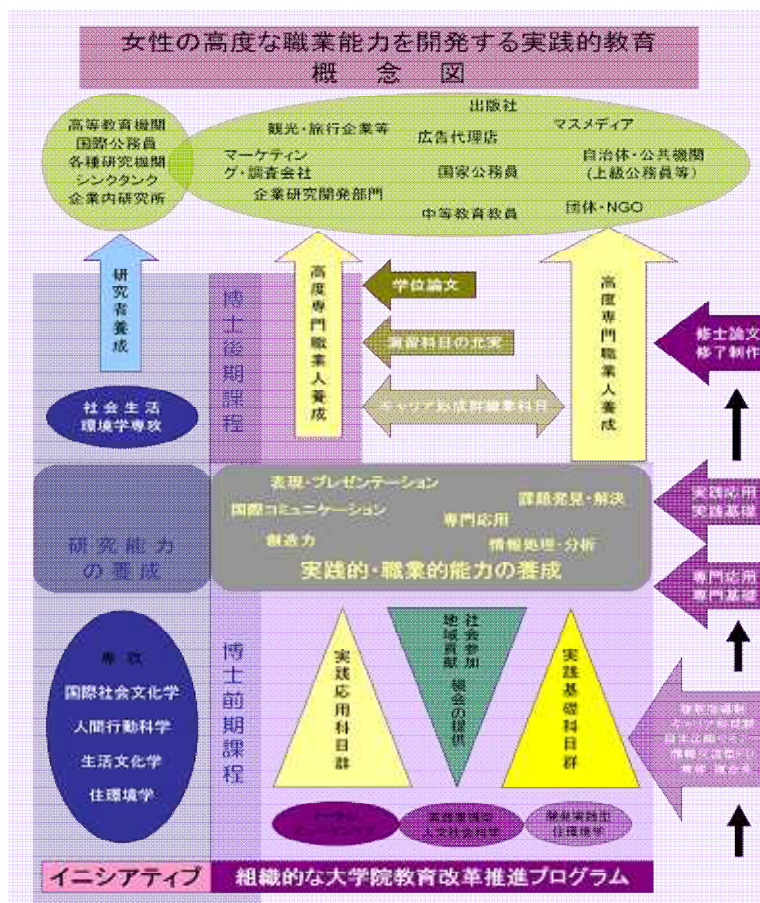 女性の高度な職業能力を開発する実践的教育
概念図
高等教育機関
国際公務員
各種研究機関
シンクタンク
企業内研究所
出版社
観光・旅行企業等
広告代理店
マスメディア
マーケティン
グ・調査会社
国家公務員
自治体・公共機関
(上級公務員等)
企業研究開発部門
中等教育教員
団体・NGO
研究者養成
博士後期課程
高度専門職業人養成
学位論文
演習科目の充実
キャリア形成群職業科目
高度専門職業人養成
修士論文
修了制作
社会生活
環境学専攻
研究能力
の養成
表現・プレゼンテーション
課題発見・解決
国際コミュニケーション
専門応用
創造力
情報処理・分析
実践的・職業的能力の養成
実践応用
実践基礎
専門応用
専門基礎
専攻
国際社会文化学
人間行動科学
生活文化学
住環境学
博士前期課程
実践応用科目群
社会参加
地域貢献
機会の提供
実践基礎科目群
人文社会科学
開発実践型
住環境学
イニシアティブ
組織的な大学院教育改革推進プログラム